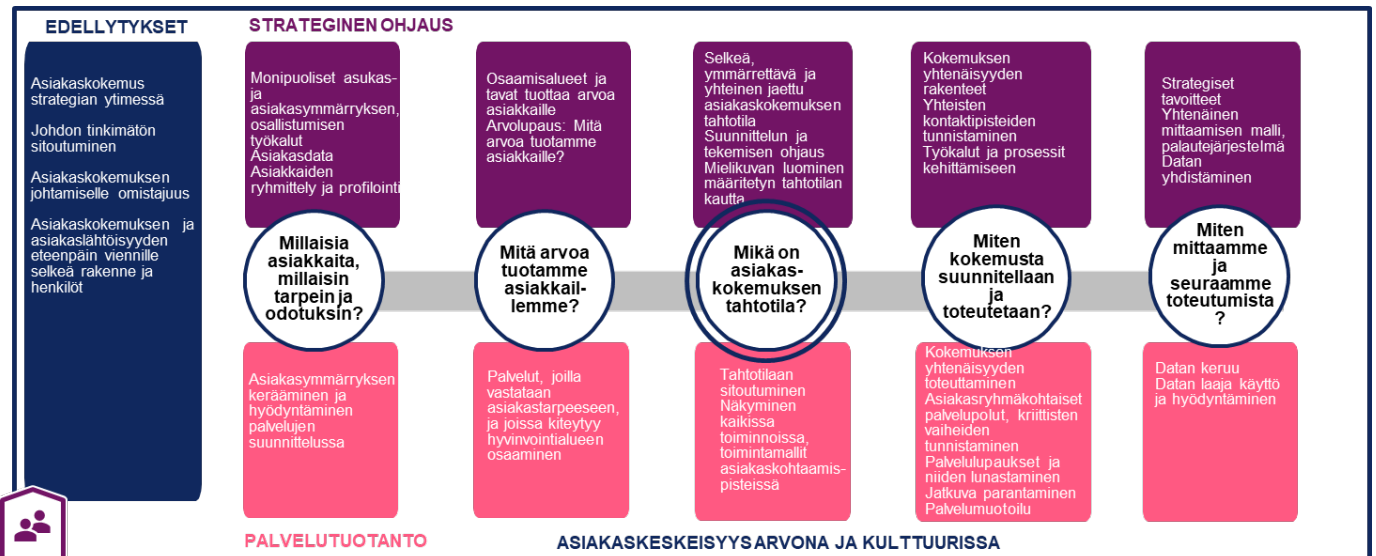 EDELLYTYKSET
Asiakaskokemus
strategian ytimessä
Johdon tinkimätön
sitoutuminen
Asiakaskokemuksen
johtamiselle omistajuus
Asiakaskokemuksen ja
asiakaslähtöisyyden
eteenpäin viennille
selkeä rakenne ja
henkilöt
STRATEGINEN OHJAUS
Monipuoliset asukas-
ja
asiakasymmärryksen,
osallistumisen
työkalut
Asiakasdata
Asiakkaiden
ryhmittely ja profilointi
Osaamisalueet ja
tavat tuottaa arvoa
asiakkaille
Arvolupaus: Mitä
arvoa tuotamme
asiakkaille?
Selkeä,
ymmärrettävä ja
yhteinen jaettu
asiakaskokemuksen
tahtotila
Suunnittelun ja
tekemisen ohjaus
Mielikuvan luominen
määritetyn tahtotilan
kautta
Kokemuksen
yhtenäisyyden
rakenteet
Yhteisten
kontaktipisteiden
tunnistaminen
Työkalut ja prosessit
kehittämiseen
Strategiset
tavoitteet
Yhtenäinen
mittaamisen malli,
palautejärjestelmä
Datan
yhdistäminen
Millaisia
asiakkaita,
millaisin
tarpein ja
odotuksin?
Mitä arvoa
tuotamme
asiakkail-
lemme?
Mikä on
asiakas-
kokemuksen
tahtotila?
Miten
kokemusta
suunnitellaan
ja
toteutetaan?
Miten
mittaamme
ja
seuraamme
toteutumista
?
Asiakasymmärryksen
kerääminen ja
hyödyntäminen
palvelujen
suunnittelussa
Palvelut, joilla
vastataan
asiakastarpeeseen,
ja joissa kiteytyy
hyvinvointialueen
osaaminen
Tahtotilaan
sitoutuminen
Näkyminen
kaikissa
toiminnoissa,
toimintamallit
asiakaskohtaamis-
pisteissä
Kokemuksen
yhtenäisyyden
toteuttaminen
Asiakasryhmäkohtaiset
palvelupolut, kriittisten
vaiheiden
tunnistaminen
Palvelulupaukset ja
niiden lunastaminen
Jatkuva parantaminen
Palvelumuotoilu
Datan keruu
Datan laaja käyttö
ja hyödyntäminen
PALVELUTUOTANTO
ASIAKASKESKEISYYS ARVONA JA KULTTUURISSA